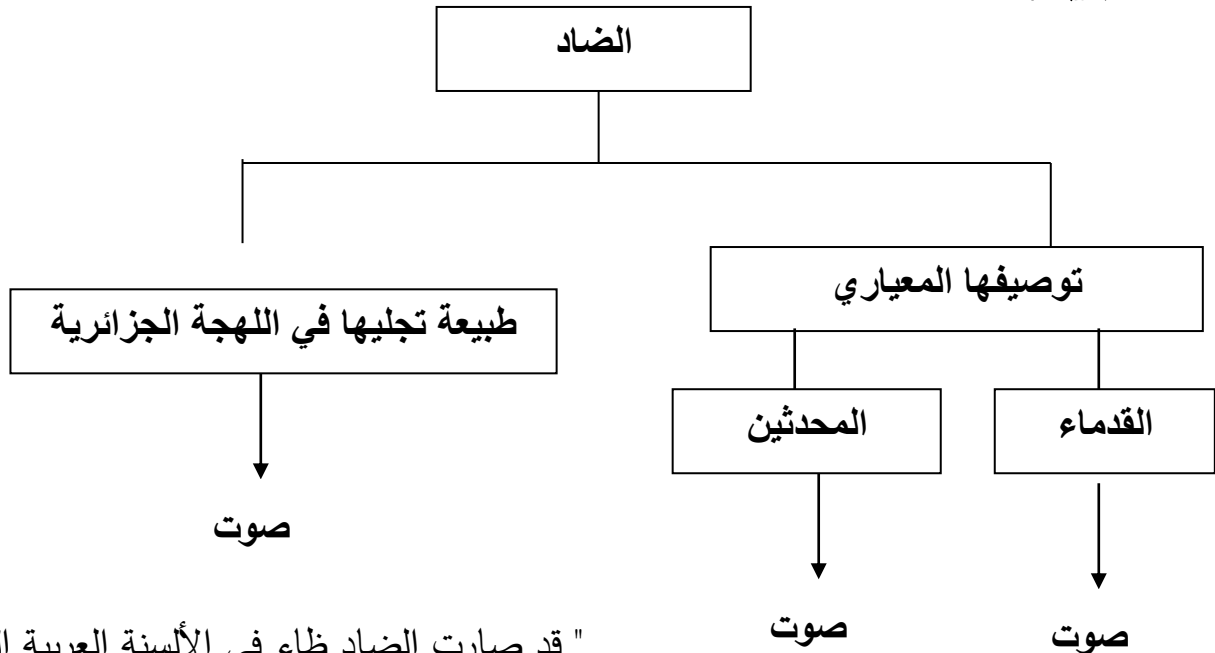 الضاد
توصيفها المعياري
طبيعة تجليها في اللهجة الجزائرية
القدماء
المحدثين
صوت
صوت
صوت
" قد صارت الضاد ظاء في الألسنة العربية